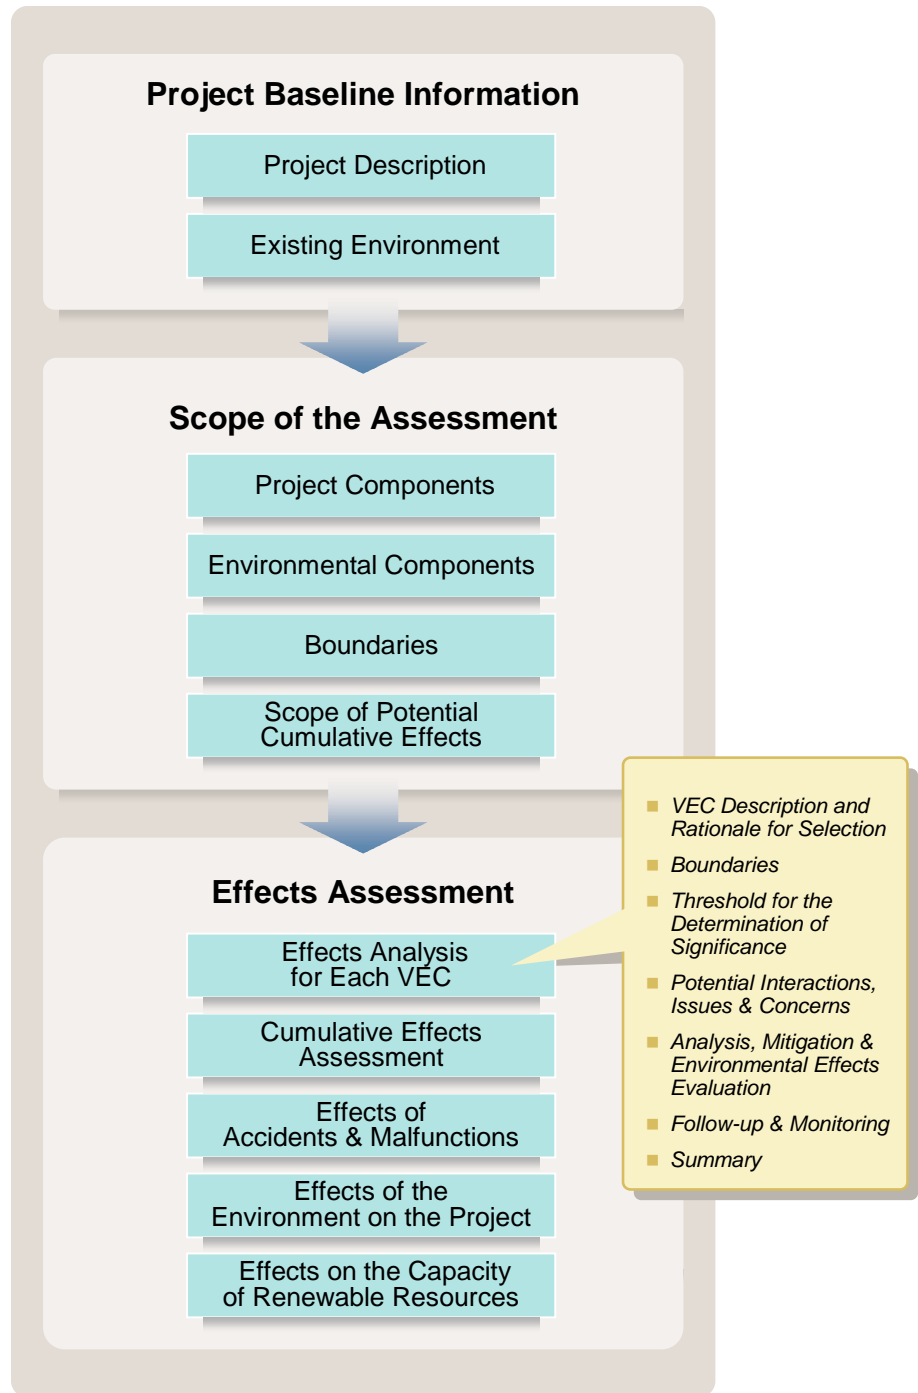 Project Baseline Information
Project Description
Existing Environment
Scope of the Assessment
Project Components
Environmental Components
Boundaries
Scope of Potential
Cumulative Effects
Effects Assessment
Effects Analysis
for Each VEC
Cumulative Effects
Assessment
Effects of
Accidents & Malfunctions
Effects of the
Environment on the Project
Effects on the Capacity
of Renewable Resources
VEC Description and
Rationale for Selection
Boundaries
Threshold for the
Determination of
Significance
Potential Interactions,
Issues & Concerns
Analysis, Mitigation &
Environmental Effects
Evaluation
Follow-up & Monitoring
Summary